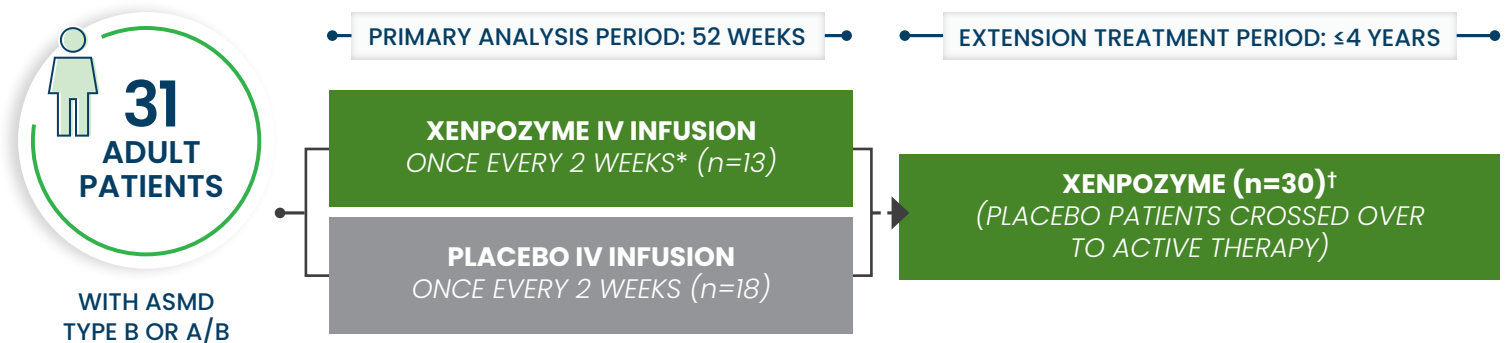 31
ADULT
PATIENTS
WITH ASMD
TYPE B OR A/B
PRIMARY ANALYSIS PERIOD: 52 WEEKS
XENPOZYME IV INFUSION
ONCE EVERY 2 WEEKS* (n=13)
PLACEBO IV INFUSION
ONCE EVERY 2 WEEKS (n=18)
EXTENSION TREATMENT PERIOD: ≤4 YEARS
XENPOZYME (n=30)†
(PLACEBO PATIENTS CROSSED OVER
TO ACTIVE THERAPY)